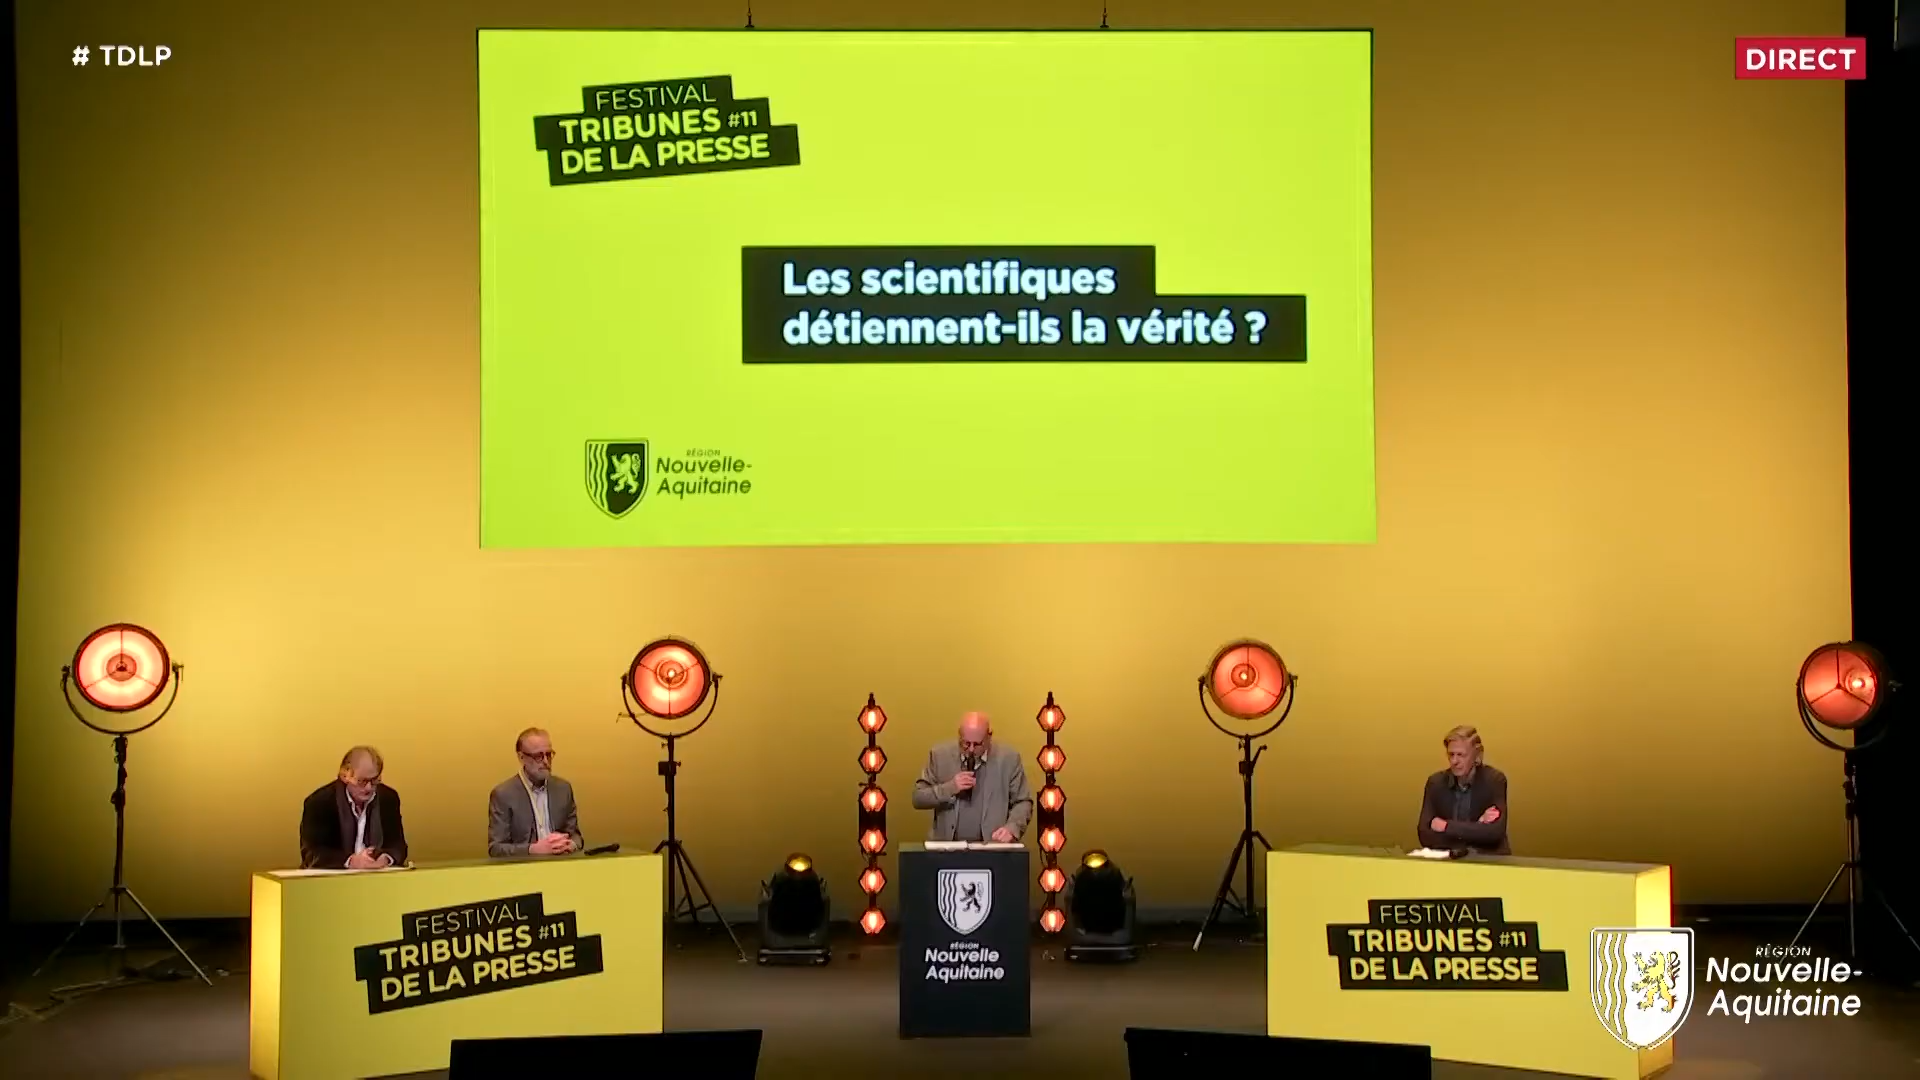 # TDLP
DIRECT
FESTIVAL
TRIBUNES #11
DE LA PRESSE
Les scientifiques
détiennent-ils la vérité ?
RÉGION
Nouvelle-
Aquitaine
FESTIVAL
TRIBUNES #11
DE LA PRESSE
RÉGION
Nouvelle
Aquitaine
FESTIVAL
TRIBUNES #11
DE LA PRESSE
RÉGION
Nouvelle-
Aquitaine